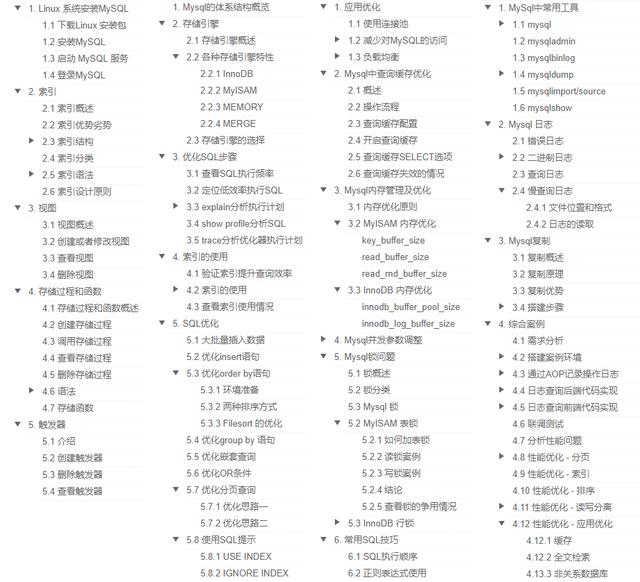 1. Linux 系统安装MySQL
1.1 下载Linux 安装包
1.2 安装MySQL
1.3 启动 MySQL 服务
1.4 登录MySQL
2. 索引
2.1 索引概述
2.2 索引优势劣势
2.3 索引结构
2.4 索引分类
2.5 索引语法
2.6 索引设计原则
3. 视图
3.1 视图概述
3.2 创建或者修改视图
3.3 查看视图
3.4 删除视图
4. 存储过程和函数
4.1 存储过程和函数概述
4.2 创建存储过程
4.3 调用存储过程
4.4 查看存储过程
4.5 删除存储过程
4.6 语法
4.7 存储函数
5. 触发器
5.1 介绍
5.2 创建触发器
5.3 删除触发器
5.4 查看触发器
1. Mysql的体系结构概览
2. 存储引擎
2.1 存储引擎概述
2.2 各种存储引擎特性
2.2.1 InnoDB
2.2.2 MyISAM
2.2.3 MEMORY
2.2.4 MERGE
2.3 存储引擎的选择
3. 优化SQL步骤
3.1 查看SQL执行频率
3.2 定位低效率执行SQL
3.3 explain分析执行计划
3.4 show profile分析SQL
3.5 trace分析优化器执行计划
4. 索引的使用
4.1 验证索引提升查询效率
4.2 索引的使用
4.3 查看索引使用情况
5. SQL优化
5.1 大批量插入数据
5.2 优化insert语句
5.3 优化order by语句
5.3.1 环境准备
5.3.2 两种排序方式
5.3.3 Filesort 的优化
5.4 优化group by 语句
5.5 优化嵌套查询
5.6 优化OR条件
5.7 优化分页查询
5.7.1 优化思路一
5.7.2 优化思路二
5.8 使用SQL提示
5.8.1 USE INDEX
5.8.2 IGNORE INDEX
1. 应用优化
1.1 使用连接池
1.2 减少对MySQL的访问
1.3 负载均衡
2. Mysql中查询缓存优化
2.1 概述
2.2 操作流程
2.3 查询缓存配置
2.4 开启查询缓存
2.5 查询缓存SELECT选项
2.6 查询缓存失效的情况
3. Mysql内存管理及优化
3.1 内存优化原则
3.2 MyISAM 内存优化
key_buffer_size
read_buffer_size
read_rnd_buffer_size
3.3 InnoDB 内存优化
innodb_buffer_pool_size
innodb_log_buffer_size
4. Mysql并发参数调整
5. Mysql锁问题
5.1 锁概述
5.2 锁分类
5.3 Mysql 锁
5.2 MyISAM 表锁
5.2.1 如何加表锁
5.2.2 读锁案例
5.2.3 写锁案例
5.2.4 结论
5.2.5 查看锁的争用情况
5.3 InnoDB 行锁
6. 常用SQL技巧
6.1 SQL执行顺序
6.2 正则表达式使用
1. MySql中常用工具
1.1 mysql
1.2 mysqladmin
1.3 mysqlbinlog
1.4 mysqldump
1.5 mysqlimport/source
1.6 mysqlshow
2. Mysql 日志
2.1 错误日志
2.2 二进制日志
2.3 查询日志
2.4 慢查询日志
2.4.1 文件位置和格式
2.4.2 日志的读取
3. Mysql复制
3.1 复制概述
3.2 复制原理
3.3 复制优势
3.4 搭建步骤
4. 综合案例
4.1 需求分析
4.2 搭建案例环境
4.3 通过AOP记录操作日志
4.4 日志查询后端代码实现
4.5 日志查询前端代码实现
4.6 联调测试
4.7 分析性能问题
4.8 性能优化 - 分页
4.9 性能优化 - 索引
4.10 性能优化 - 排序
4.11 性能优化 - 读写分离
4.12 性能优化 - 应用优化
4.12.1 缓存
4.12.2 全文检索
4.13.3 非关系数据库